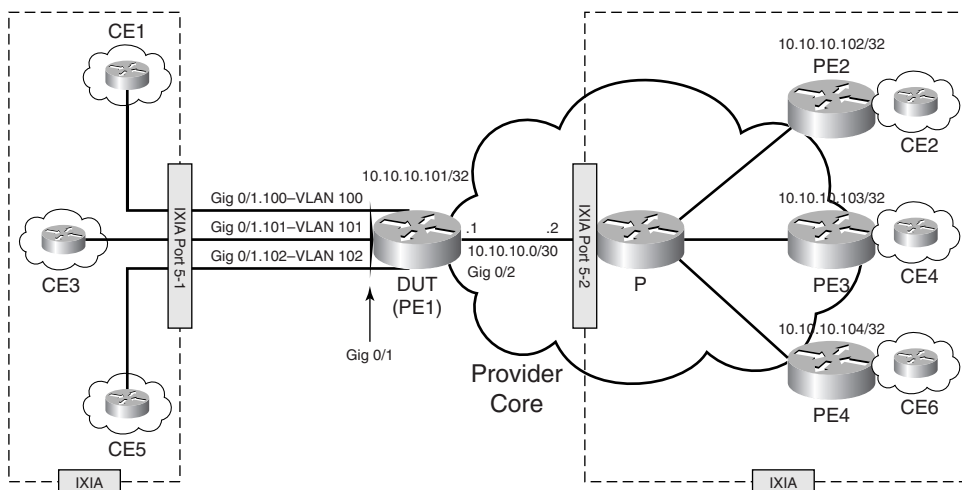 CE1
CE3
CE5
IXIA
IXIA Port 5-1
Gig 0/1.100–VLAN 100
Gig 0/1.101–VLAN 101
Gig 0/1.102–VLAN 102
Gig 0/1
10.10.10.101/32
DUT
(PE1)
.1
.2
10.10.10.0/30
Gig 0/2
Provider
Core
IXIA Port 5-2
P
10.10.10.102/32
PE2
CE2
10.10.10.103/32
PE3
CE4
10.10.10.104/32
PE4
CE6
IXIA